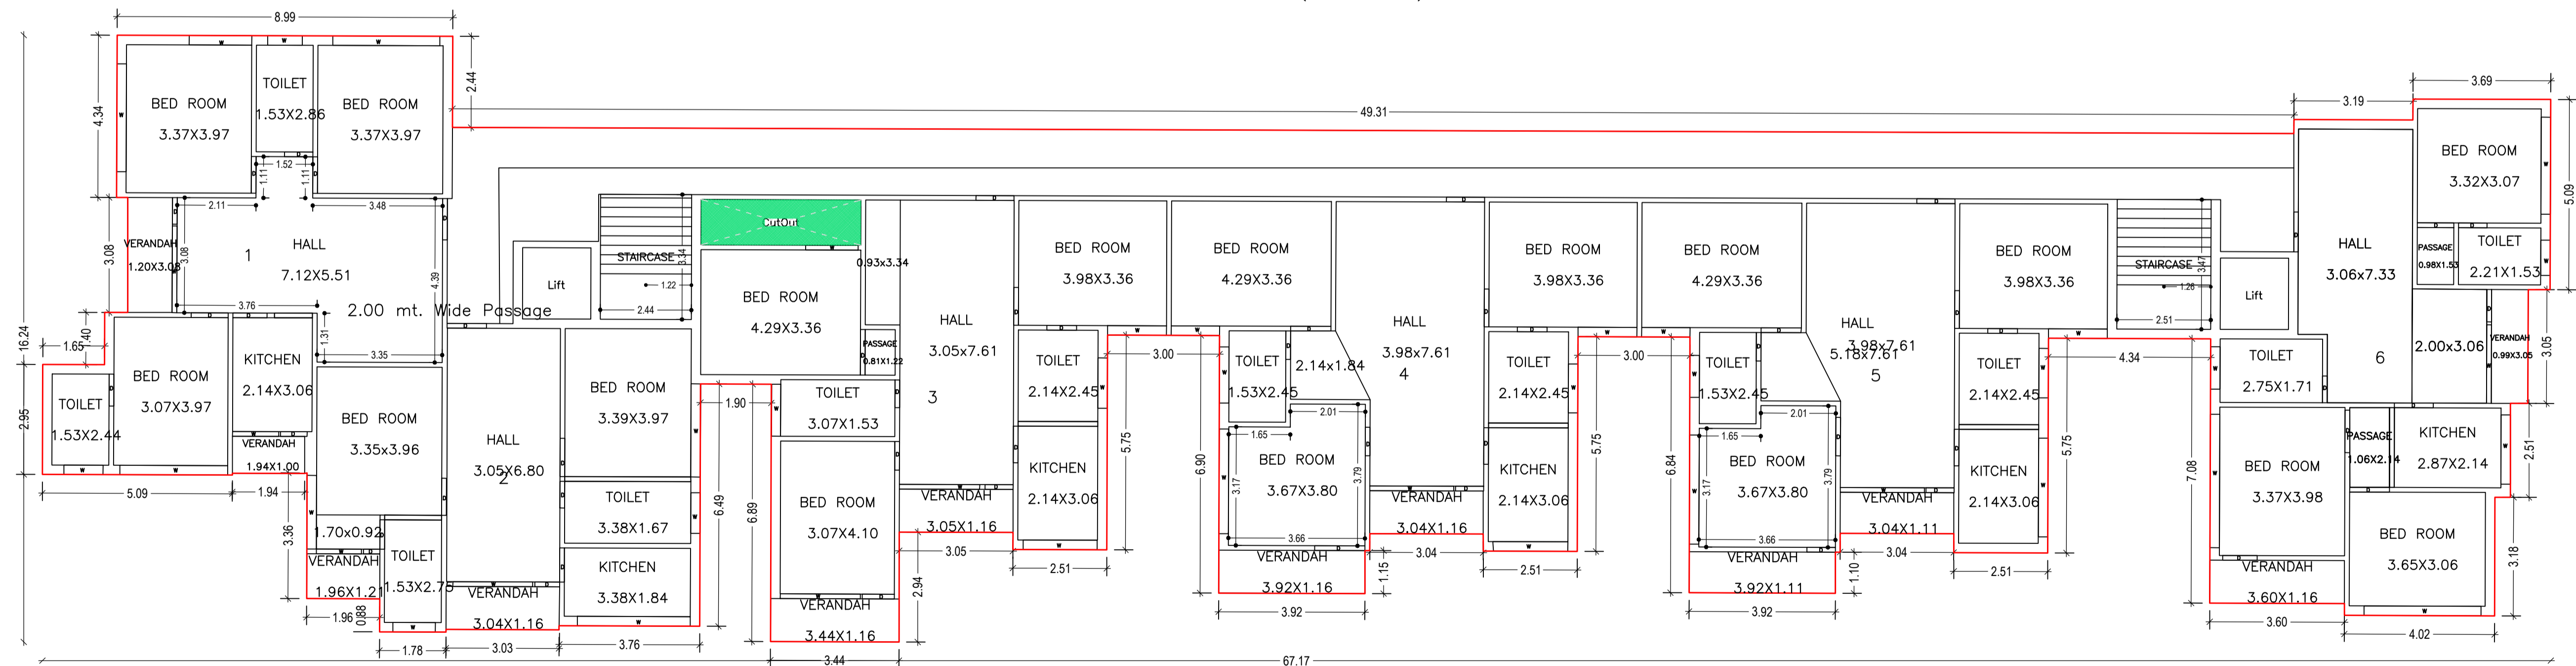 8.99
2.44
4.34
BED ROOM
3.37X3.97
TOILET
1.53X2.86
BED ROOM
3.37X3.97
1.52
1.11
1.11
2.11
3.48
49.31
3.19
3.69
5.09
VERANDAH
1.20X3.08
3.08
3.08
1
HALL
7.12X5.51
4.39
3.76
2.00 mt. Wide Passage
1.31
3.35
16.24
1.65
1.40
2.95
TOILET
1.53X2.44
BED ROOM
3.07X3.97
KITCHEN
2.14X3.06
VERANDAH
1.94X1.00
5.09
1.94
BED ROOM
3.35x3.96
1.70x0.92
VERANDAH
1.96X1.21
3.36
1.96
0.88
TOILET
1.53X2.75
1.78
Lift
STAIRCASE
3.34
1.22
2.44
HALL
3.05X6.80
2
VERANDAH
3.04X1.16
3.03
BED ROOM
3.39X3.97
TOILET
3.38X1.67
KITCHEN
3.38X1.84
3.76
6.49
1.90
6.89
CutOut
BED ROOM
4.29X3.36
0.93x3.34
PASSAGE
0.81X1.22
TOILET
3.07X1.53
BED ROOM
3.07X4.10
VERANDAH
3.44X1.16
3.44
2.94
HALL
3.05x7.61
3
VERANDAH
3.05X1.16
3.05
BED ROOM
3.98X3.36
TOILET
2.14X2.45
KITCHEN
2.14X3.06
2.51
5.75
3.00
6.90
BED ROOM
4.29X3.36
TOILET
1.53X2.45
2.14x1.84
2.01
1.65
BED ROOM
3.67X3.80
3.17
3.79
3.66
VERANDAH
3.92X1.16
3.92
1.15
HALL
3.98x7.61
4
VERANDAH
3.04X1.16
3.04
BED ROOM
3.98X3.36
TOILET
2.14X2.45
KITCHEN
2.14X3.06
2.51
5.75
3.00
6.84
BED ROOM
4.29X3.36
TOILET
1.53X2.45
2.01
1.65
BED ROOM
3.67X3.80
3.17
3.79
3.66
VERANDAH
3.92X1.11
3.92
1.10
HALL
3.98x7.61
5.18x7.61
5
VERANDAH
3.04X1.11
3.04
BED ROOM
3.98X3.36
TOILET
2.14X2.45
KITCHEN
2.14X3.06
2.51
5.75
4.34
7.08
STAIRCASE
3.47
1.26
2.51
Lift
HALL
3.06x7.33
6
BED ROOM
3.32X3.07
PASSAGE
0.98X1.53
TOILET
2.21X1.53
2.00x3.06
VERANDAH
0.99X3.05
3.05
TOILET
2.75X1.71
BED ROOM
3.37X3.98
PASSAGE
1.06X2.14
KITCHEN
2.87X2.14
2.51
BED ROOM
3.65X3.06
3.18
VERANDAH
3.60X1.16
3.60
4.02
67.17